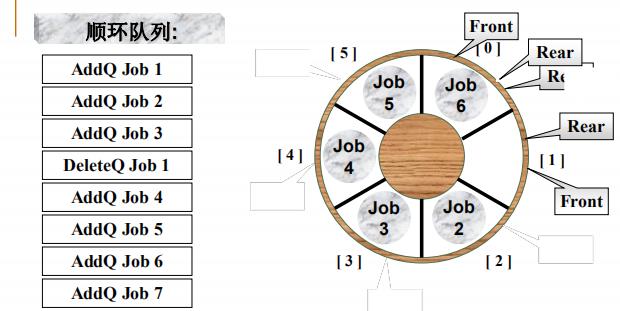 顺环队列:
AddQ Job 1
AddQ Job 2
AddQ Job 3
DeleteQ Job 1
AddQ Job 4
AddQ Job 5
AddQ Job 6
AddQ Job 7
Front
[ 5 ]
[ 0 ]
Rear
Re
Job
5
Job
6
Rear
[ 4 ]
Job
4
[ 1 ]
Front
Job
3
Job
2
[ 3 ]
[ 2 ]